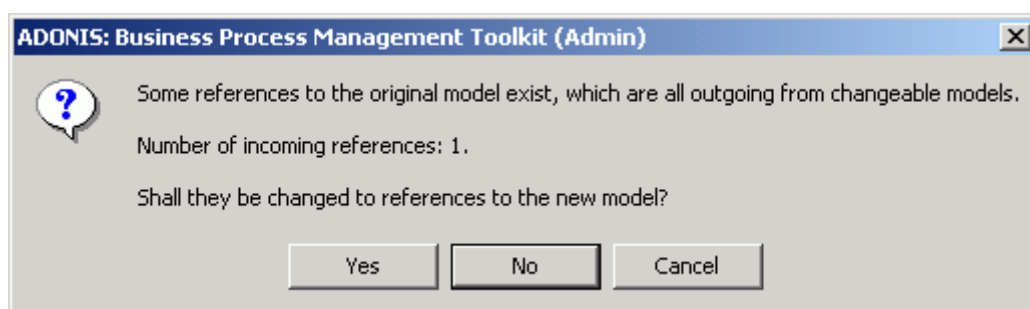 ADONIS: Business Process Management Toolkit (Admin)
Some references to the original model exist, which are all outgoing from changeable models.
Number of incoming references: 1.
Shall they be changed to references to the new model?
Yes No Cancel